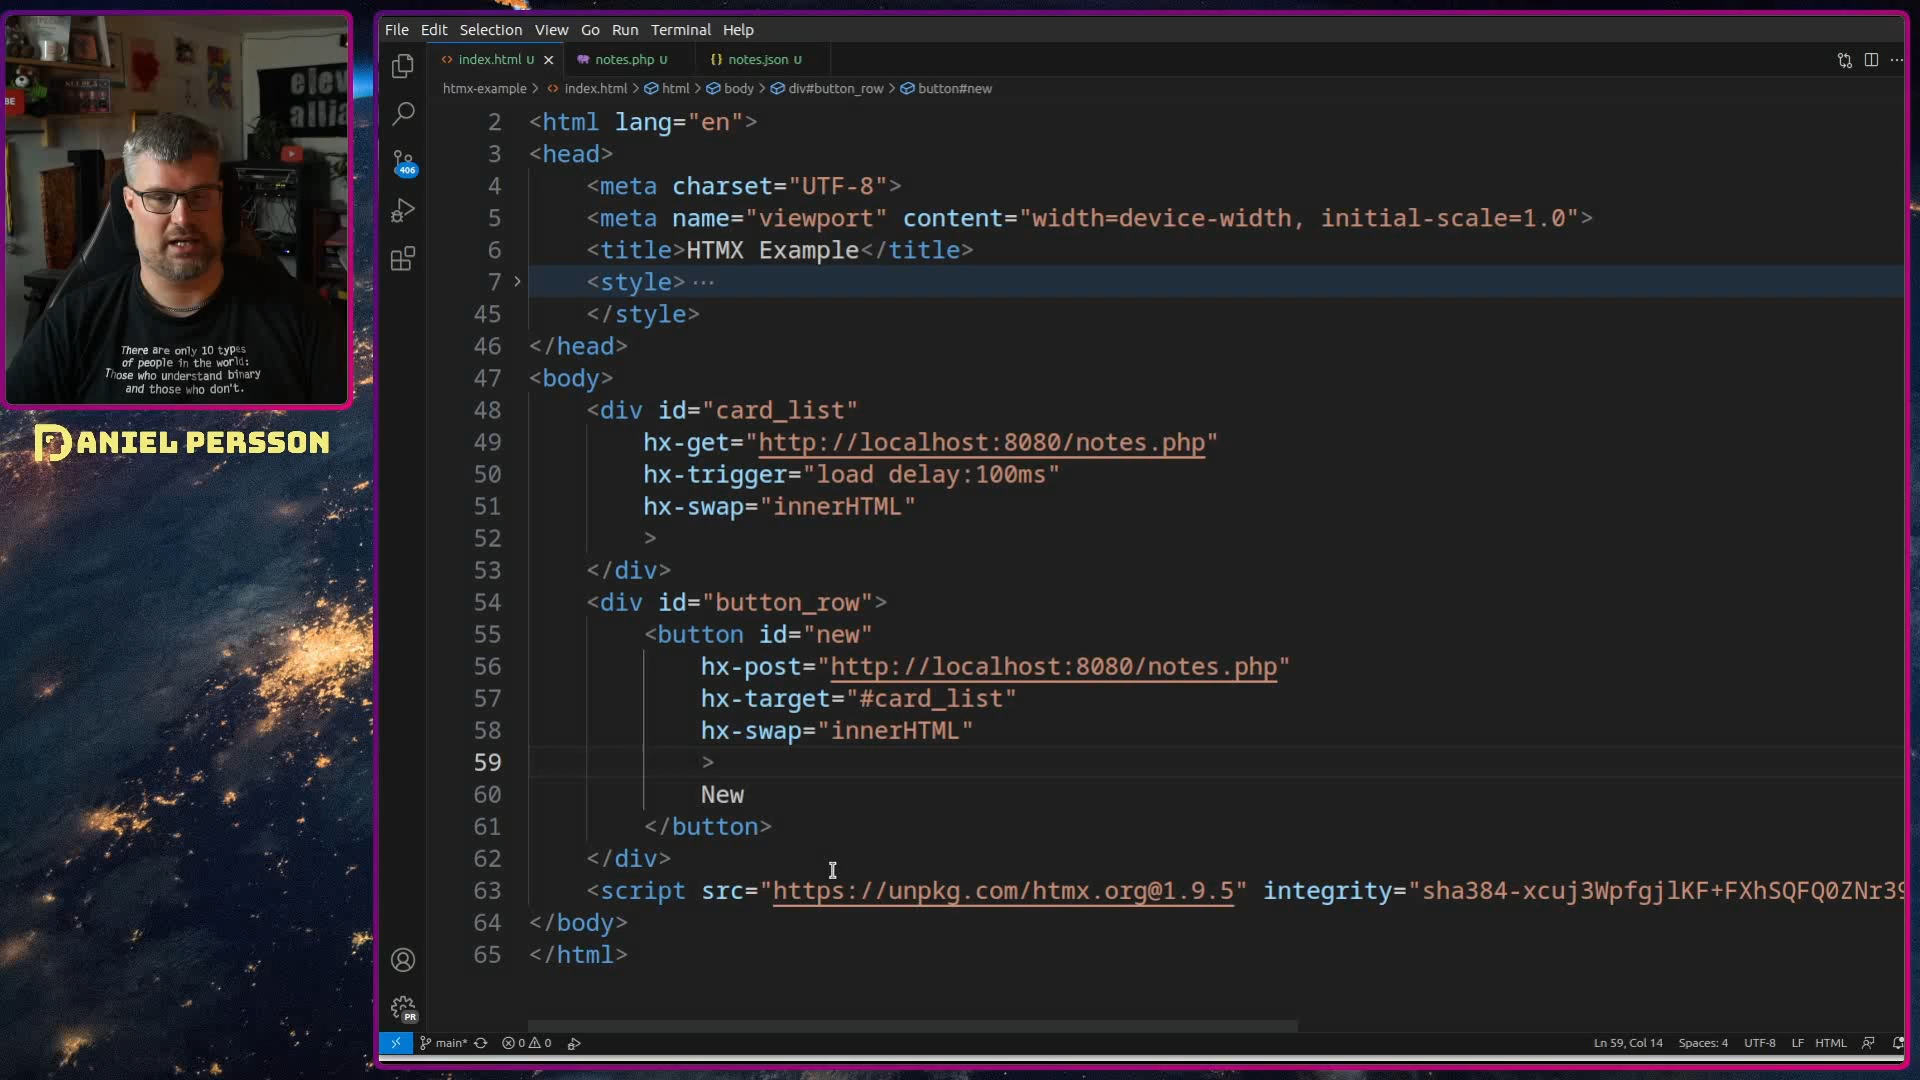 File Edit Selection View Go Run Terminal Help
index.html U notes.php U {} notes.json U
htmx-example > index.html > html > body > div#button_row > button#new
2 <html lang="en">
3 <head>
4 <meta charset="UTF-8">
5 <meta name="viewport" content="width=device-width, initial-scale=1.0">
6 <title>HTMX Example</title>
7 <style>···
45 </style>
46 </head>
47 <body>
48 <div id="card_list"
49 hx-get="http://localhost:8080/notes.php"
50 hx-trigger="load delay:100ms"
51 hx-swap="innerHTML"
52 >
53 </div>
54 <div id="button_row">
55 <button id="new"
56 hx-post="http://localhost:8080/notes.php"
57 hx-target="#card_list"
58 hx-swap="innerHTML"
59 >
60 New
61 </button>
62 </div>
63 <script src="https://unpkg.com/htmx.org@1.9.5" integrity="sha384-xcuj3WpfgjlKF+FXhSQFQ0ZNr39
64 </body>
65 </html>
406
PR
main* 0 0 Ln 59, Col 14 Spaces: 4 UTF-8 LF HTML
There are only 10 types
of people in the world:
Those who understand binary
and those who don't.
DANIEL PERSSON